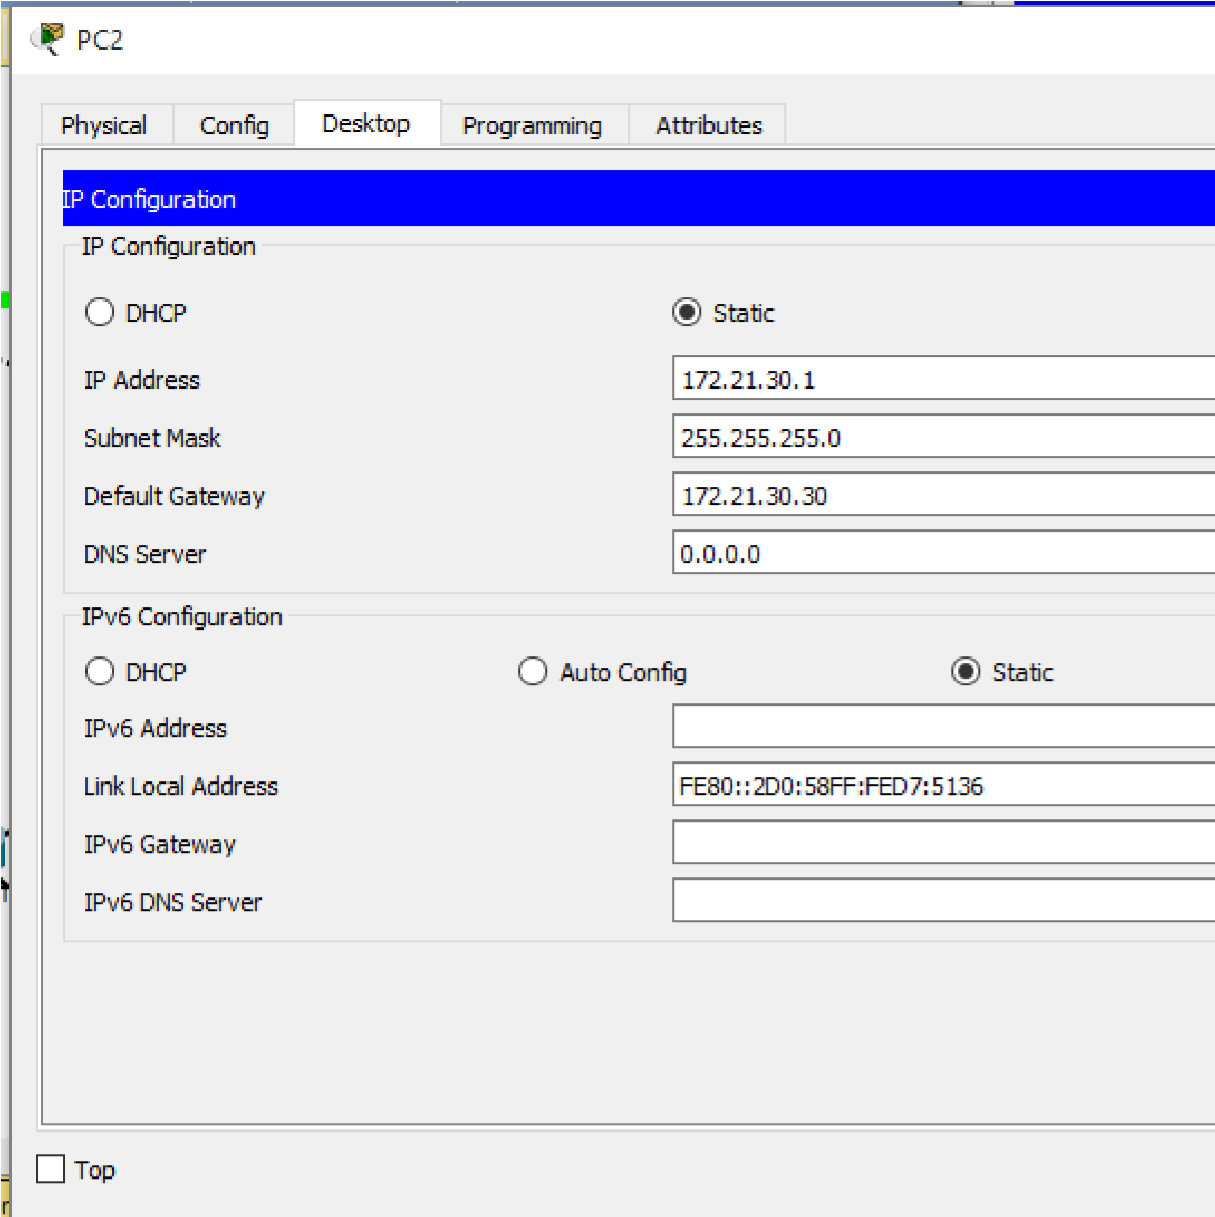 PC2
Physical Config Desktop Programming Attributes
IP Configuration
IP Configuration
DHCP Static
IP Address 172.21.30.1
Subnet Mask 255.255.255.0
Default Gateway 172.21.30.30
DNS Server 0.0.0.0
IPv6 Configuration
DHCP Auto Config Static
IPv6 Address
Link Local Address FE80::2D0:58FF:FED7:5136
IPv6 Gateway
IPv6 DNS Server
Top